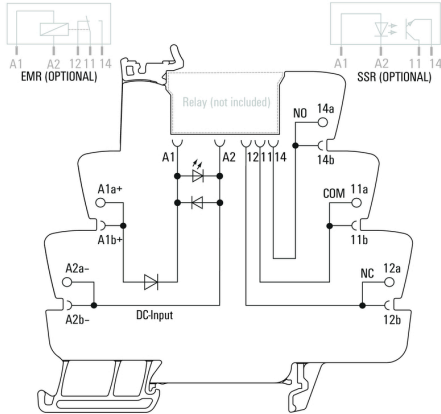 A1 A2 12 11 14
EMR (OPTIONAL)
A1 A2 11 14
SSR (OPTIONAL)
Relay (not included)
NO 14a
14b
A1 A2 12 11 14
A1a+
A1b+
COM 11a
11b
A2a–
A2b–
DC-Input
NC 12a
12b